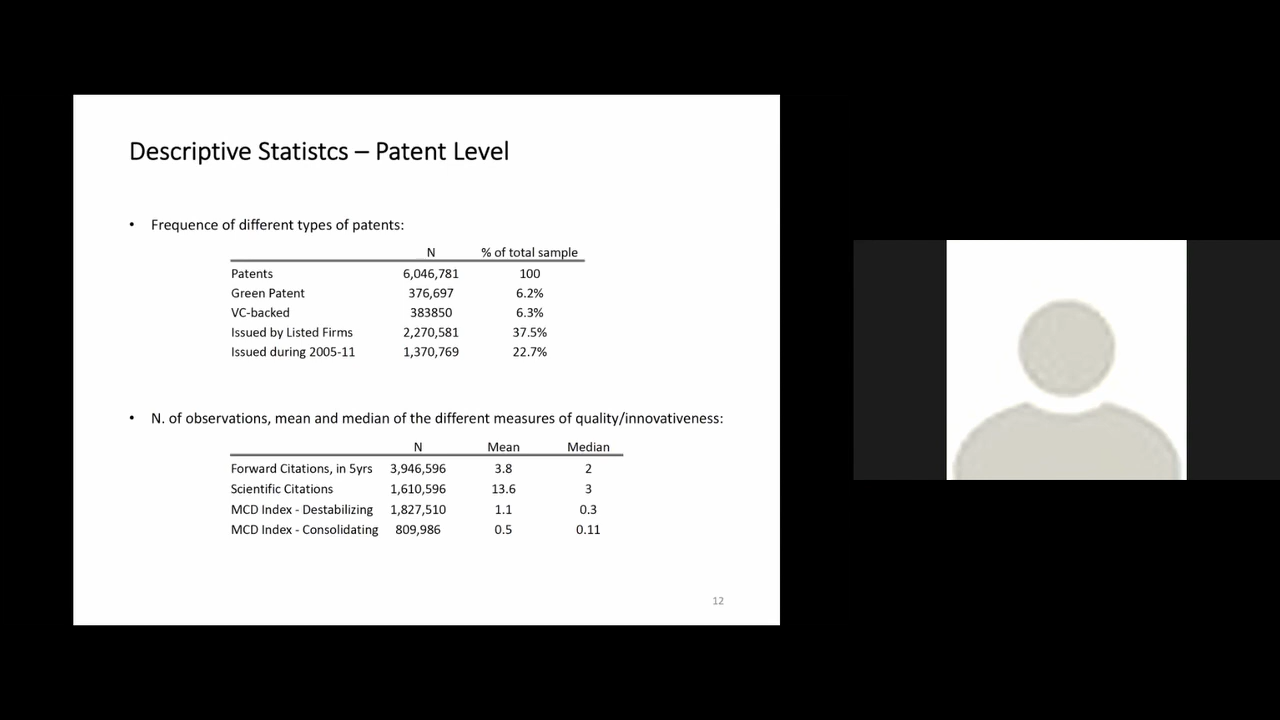 Descriptive Statistcs – Patent Level
• Frequence of different types of patents:
N % of total sample
Patents 6,046,781 100
Green Patent 376,697 6.2%
VC-backed 383850 6.3%
Issued by Listed Firms 2,270,581 37.5%
Issued during 2005-11 1,370,769 22.7%
• N. of observations, mean and median of the different measures of quality/innovativeness:
N Mean Median
Forward Citations, in 5yrs 3,946,596 3.8 2
Scientific Citations 1,610,596 13.6 3
MCD Index - Destabilizing 1,827,510 1.1 0.3
MCD Index - Consolidating 809,986 0.5 0.11
12